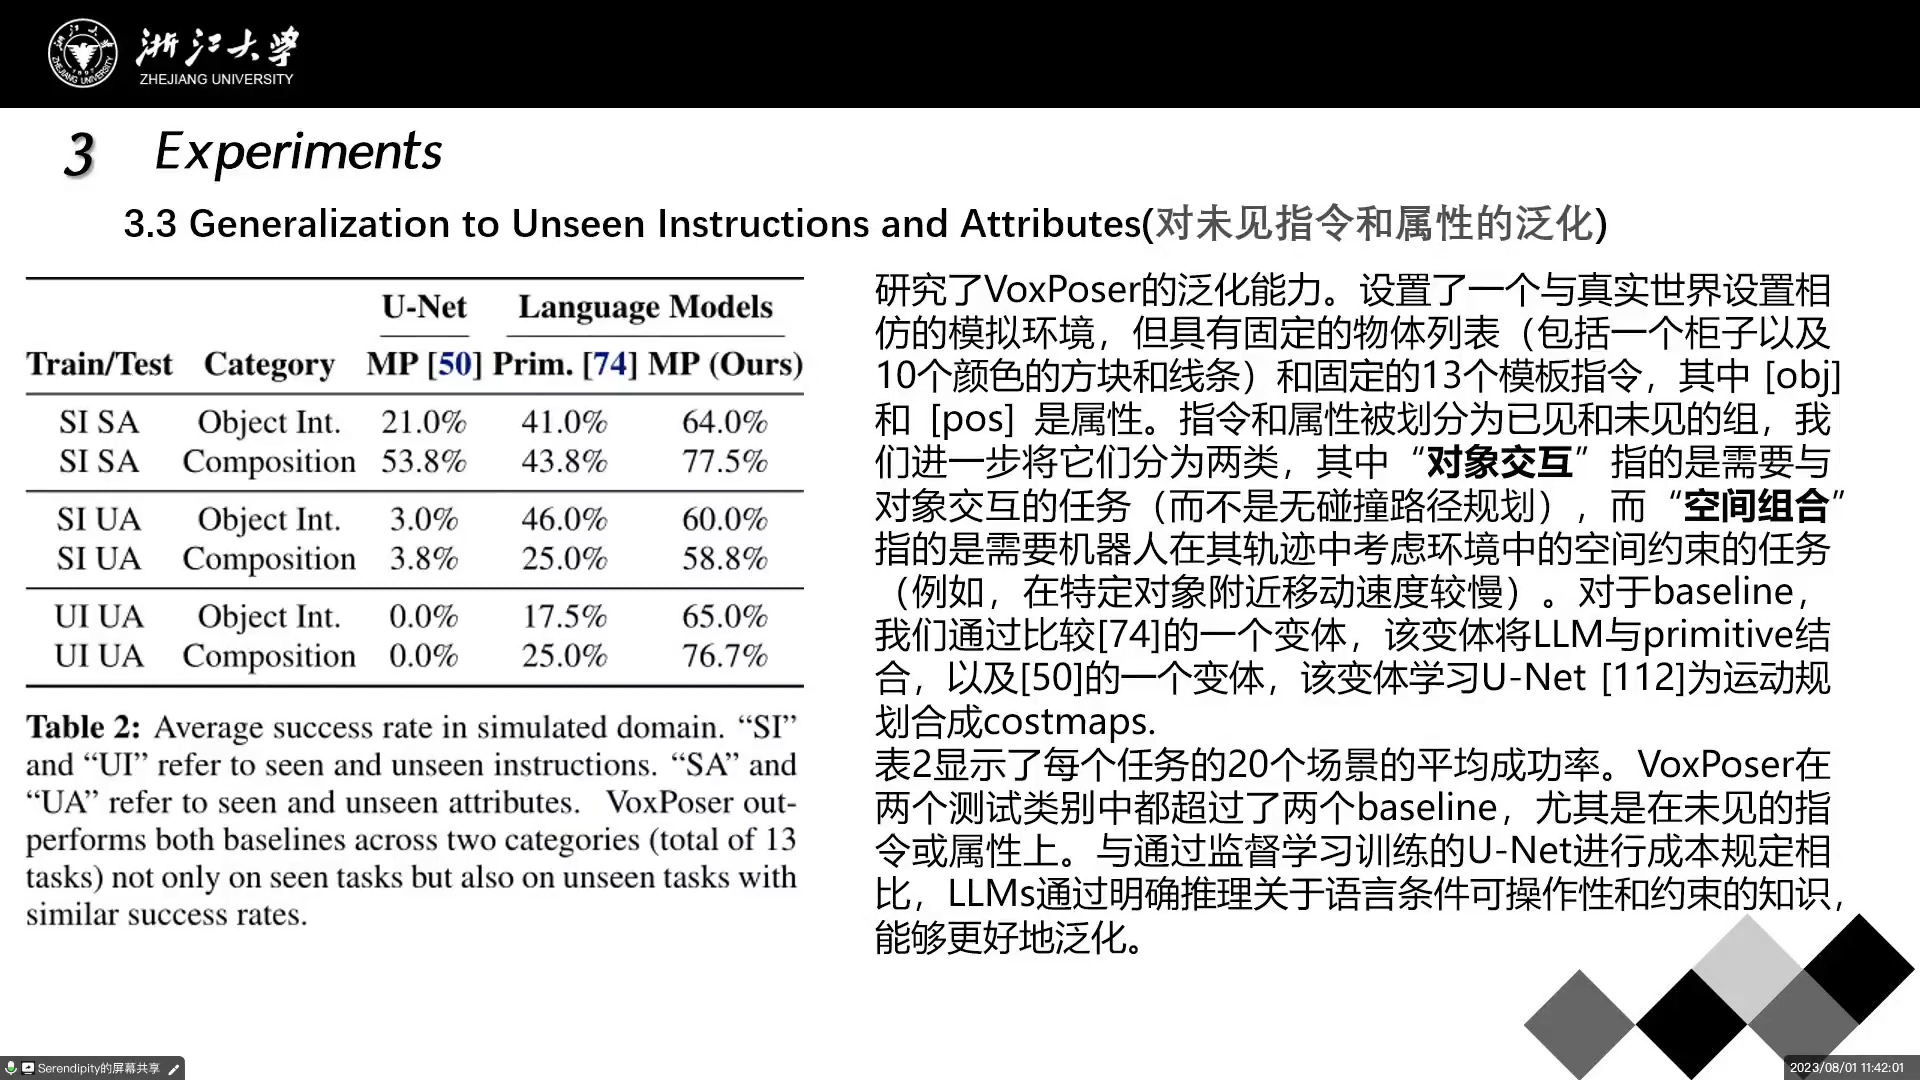 浙江大学
ZHEJIANG UNIVERSITY
3 Experiments
3.3 Generalization to Unseen Instructions and Attributes(对未见指令和属性的泛化)
U-Net Language Models
Train/Test Category MP [50] Prim. [74] MP (Ours)
SI SA Object Int. 21.0% 41.0% 64.0%
SI SA Composition 53.8% 43.8% 77.5%
SI UA Object Int. 3.0% 46.0% 60.0%
SI UA Composition 3.8% 25.0% 58.8%
UI UA Object Int. 0.0% 17.5% 65.0%
UI UA Composition 0.0% 25.0% 76.7%
Table 2: Average success rate in simulated domain. “SI”
and “UI” refer to seen and unseen instructions. “SA” and
“UA” refer to seen and unseen attributes. VoxPoser out-
performs both baselines across two categories (total of 13
tasks) not only on seen tasks but also on unseen tasks with
similar success rates.
研究了VoxPoser的泛化能力。设置了一个与真实世界设置相
仿的模拟环境，但具有固定的物体列表（包括一个柜子以及
10个颜色的方块和线条）和固定的13个模板指令，其中 [obj]
和 [pos] 是属性。指令和属性被划分为已见和未见的组，我
们进一步将它们分为两类，其中“对象交互”指的是需要与
对象交互的任务（而不是无碰撞路径规划），而“空间组合”
指的是需要机器人在其轨迹中考虑环境中的空间约束的任务
（例如，在特定对象附近移动速度较慢）。对于baseline，
我们通过比较[74]的一个变体，该变体将LLM与primitive结
合，以及[50]的一个变体，该变体学习U-Net [112]为运动规
划合成costmaps.
表2显示了每个任务的20个场景的平均成功率。VoxPoser在
两个测试类别中都超过了两个baseline，尤其是在未见的指
令或属性上。与通过监督学习训练的U-Net进行成本规定相
比，LLMs通过明确推理关于语言条件可操作性和约束的知识，
能够更好地泛化。
Serendipity的屏幕共享
2023/08/01 11:42:01